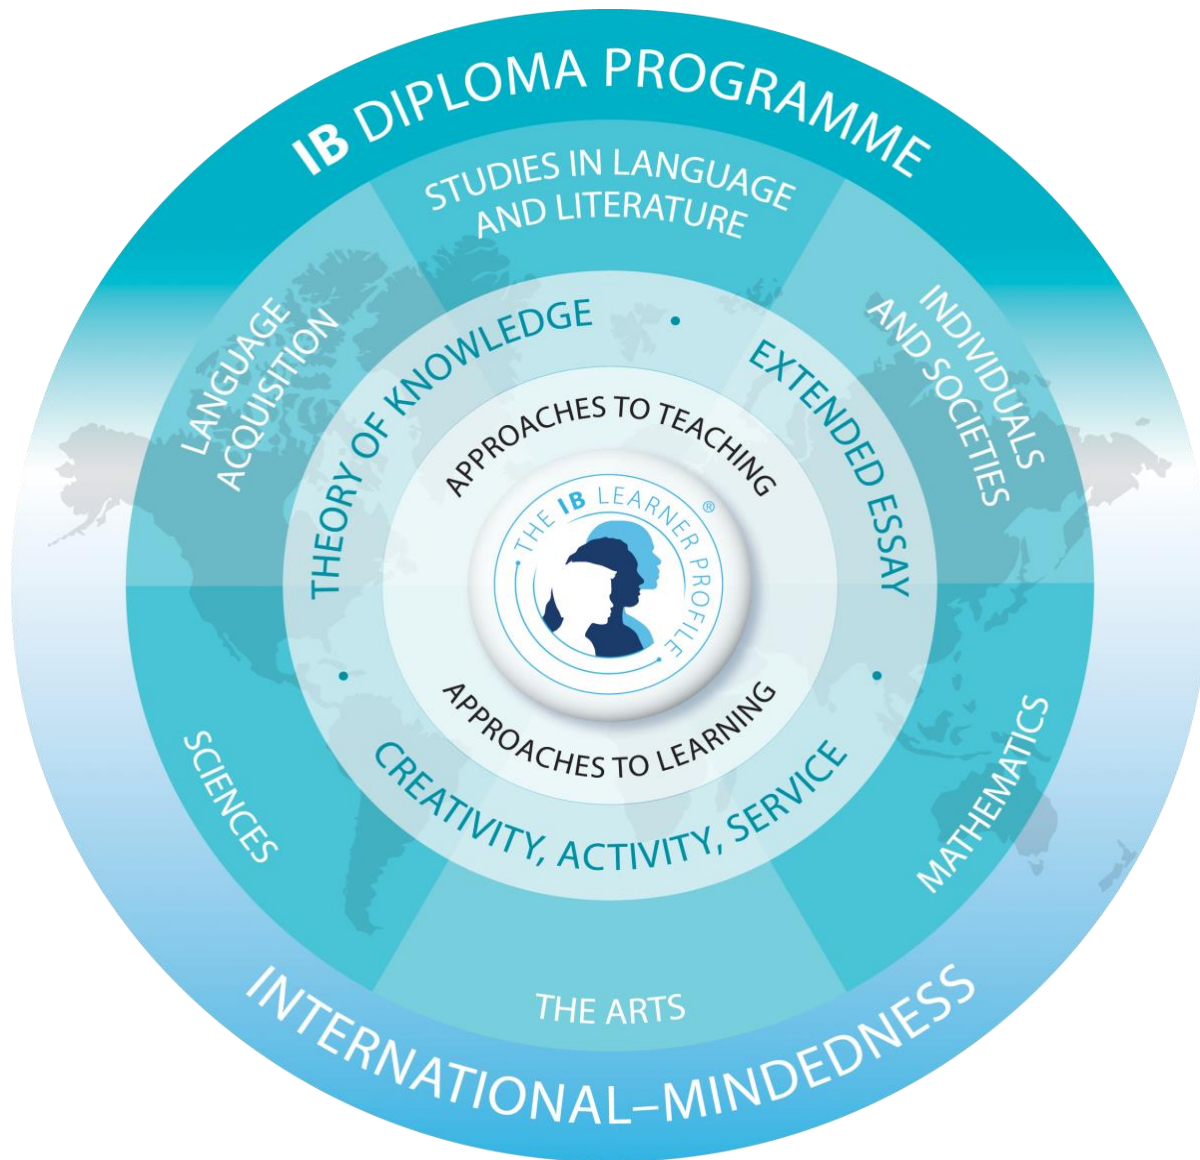 IB DIPLOMA PROGRAMME
STUDIES IN LANGUAGE
AND LITERATURE
LANGUAGE
ACQUISITION
INDIVIDUALS
AND SOCIETIES
THEORY OF KNOWLEDGE
•
EXTENDED ESSAY
•
APPROACHES TO TEACHING
THE IB LEARNER PROFILE®
APPROACHES TO LEARNING
•
CREATIVITY, ACTIVITY, SERVICE
SCIENCES
MATHEMATICS
THE ARTS
INTERNATIONAL–MINDEDNESS